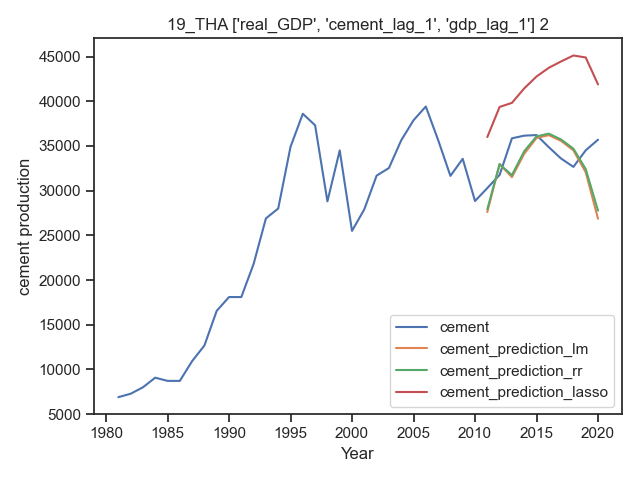 19_THA ['real_GDP', 'cement_lag_1', 'gdp_lag_1'] 2
45000
40000
35000
30000
25000
20000
15000
10000
5000
cement production
1980
1985
1990
1995
2000
2005
2010
2015
2020
Year
cement
cement_prediction_lm
cement_prediction_rr
cement_prediction_lasso